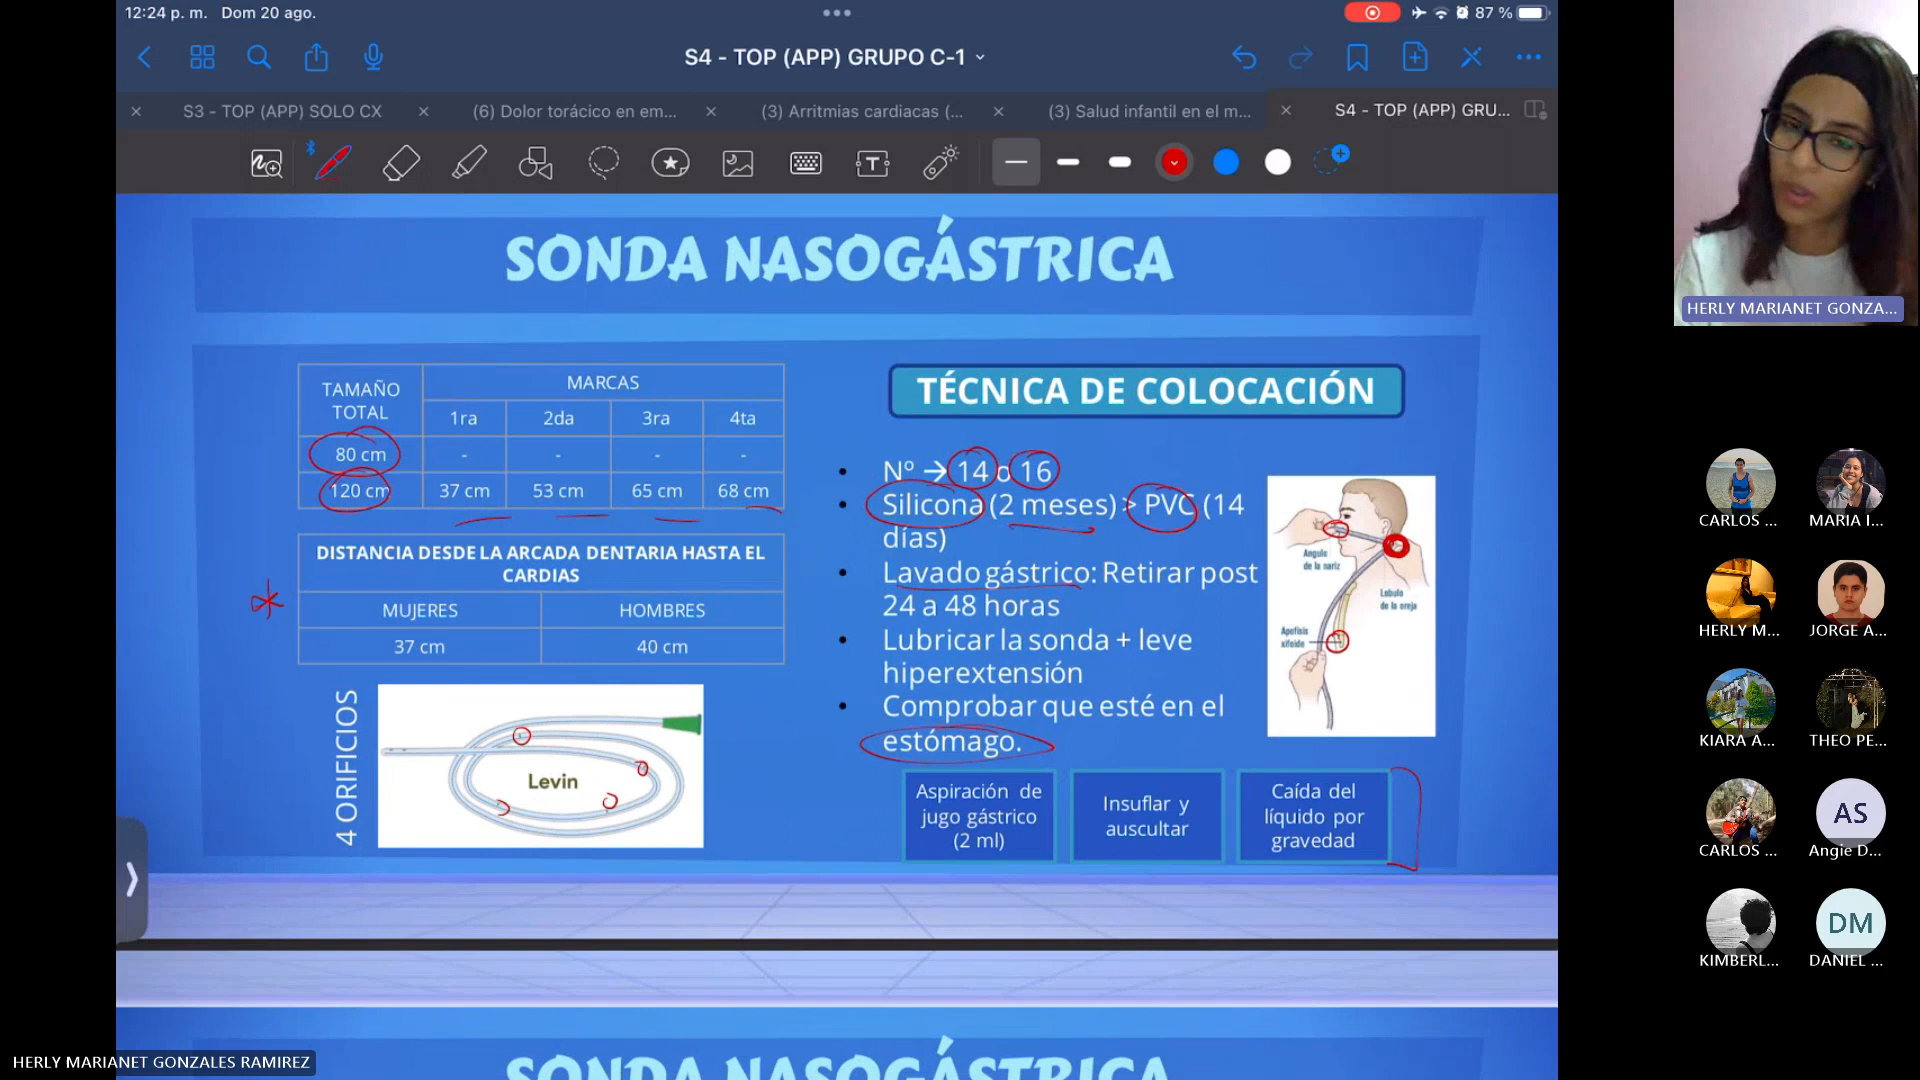 12:24 p. m. Dom 20 ago.
87 %
S4 - TOP (APP) GRUPO C-1
S3 - TOP (APP) SOLO CX
(6) Dolor torácico en em...
(3) Arritmias cardiacas (...
(3) Salud infantil en el m...
S4 - TOP (APP) GRU...
SONDA NASOGÁSTRICA
TAMAÑO TOTAL
MARCAS
1ra 2da 3ra 4ta
80 cm - - - -
120 cm 37 cm 53 cm 65 cm 68 cm
DISTANCIA DESDE LA ARCADA DENTARIA HASTA EL
CARDIAS
MUJERES HOMBRES
37 cm 40 cm
4 ORIFICIOS
Levin
TÉCNICA DE COLOCACIÓN
• Nº → 14 o 16
• Silicona (2 meses) > PVC (14
días)
• Lavado gástrico: Retirar post
24 a 48 horas
• Lubricar la sonda + leve
hiperextensión
• Comprobar que esté en el
estómago.
Angulo
de la nariz
Lobulo
de la oreja
Apofisis
xifoide
Aspiración de
jugo gástrico
(2 ml)
Insuflar y
auscultar
Caída del
líquido por
gravedad
SONDA NASOGÁSTRICA
HERLY MARIANET GONZALES RAMIREZ
HERLY MARIANET GONZA...
CARLOS ...
MARIA I...
HERLY M...
JORGE A...
KIARA A...
THEO PE...
CARLOS ...
AS
Angie D...
KIMBERL...
DM
DANIEL ...